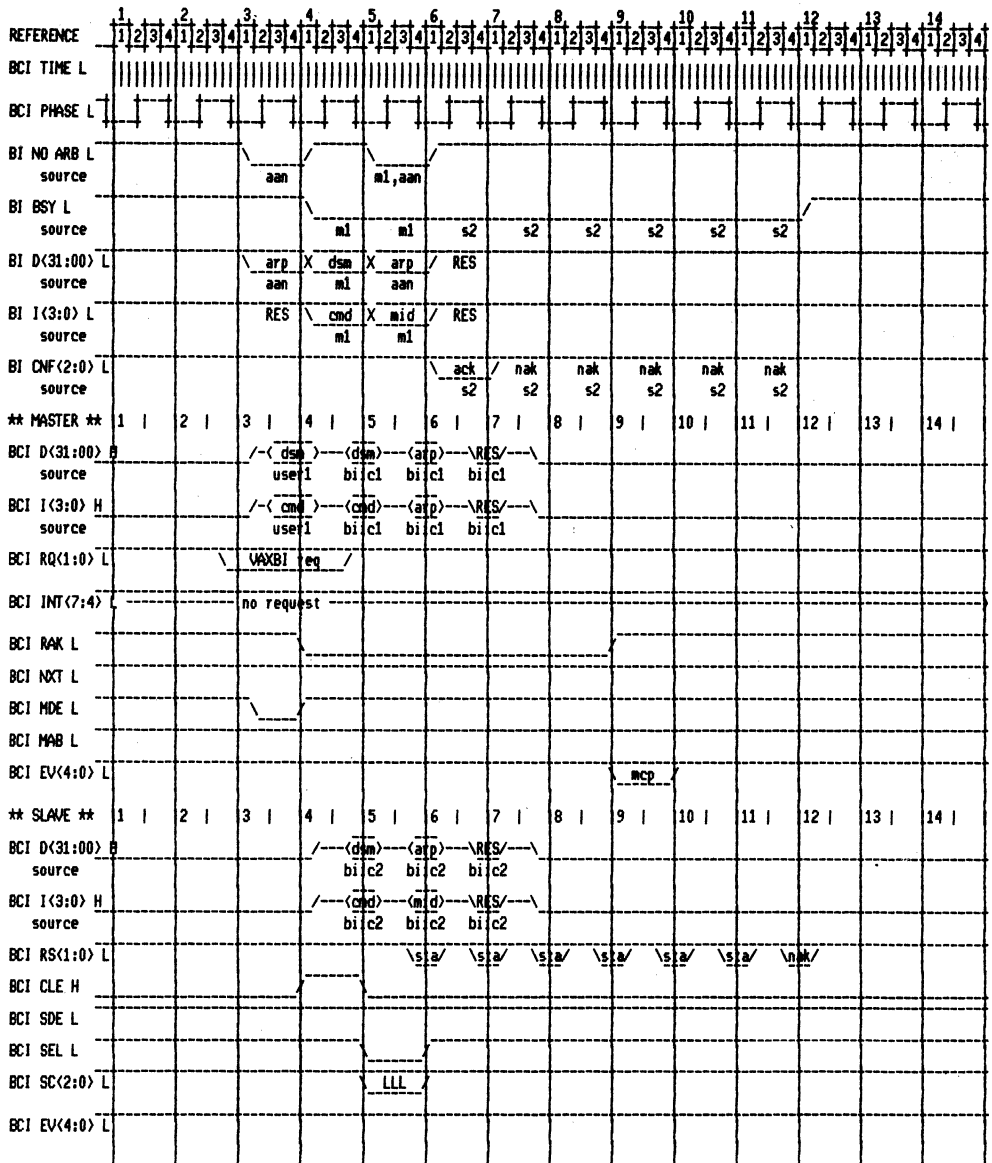 1 2 3 4 5 6 7 8 9 10 11 12 13 14
REFERENCE 1 2 3 4 1 2 3 4 1 2 3 4 1 2 3 4 1 2 3 4 1 2 3 4 1 2 3 4 1 2 3 4 1 2 3 4 1 2 3 4 1 2 3 4 1 2 3 4 1 2 3 4 1 2 3 4
BCI TIME L
BCI PHASE L
BI NO ARB L
source aan m1,aan
BI BSY L
source m1 m1 s2 s2 s2 s2 s2 s2
BI D<31:00> L arp X dsm X arp RES
source aan m1 aan
BI I<3:0> L RES cmd X mid RES
source m1 m1
BI CNF<2:0> L ack nak nak nak nak nak
source s2 s2 s2 s2 s2 s2
** MASTER ** 1 2 3 4 5 6 7 8 9 10 11 12 13 14
BCI D<31:00> H dsm dsm arp RES
source user1 biic1 biic1 biic1
BCI I<3:0> H cmd cmd arp RES
source user1 biic1 biic1 biic1
BCI RQ<1:0> L VAXBI req
BCI INT<7:4> L no request
BCI RAK L
BCI NXT L
BCI MDE L
BCI MAB L
BCI EV<4:0> L mcp
** SLAVE ** 1 2 3 4 5 6 7 8 9 10 11 12 13 14
BCI D<31:00> H dsm arp RES
source biic2 biic2 biic2
BCI I<3:0> H cmd mid RES
source biic2 biic2 biic2
BCI RS<1:0> L sta sta sta sta sta sta nak
BCI CLE H
BCI SDE L
BCI SEL L
BCI SC<2:0> L LLL
BCI EV<4:0> L